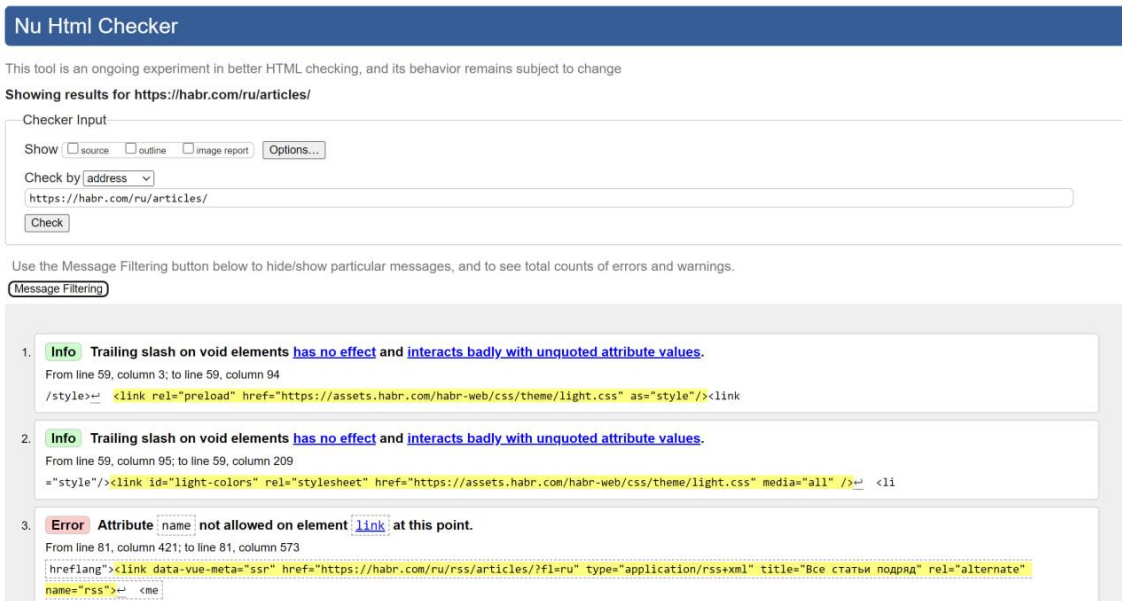 Nu Html Checker
This tool is an ongoing experiment in better HTML checking, and its behavior remains subject to change
Showing results for https://habr.com/ru/articles/
Checker Input
Show source outline image report Options...
Check by address
https://habr.com/ru/articles/
Check
Use the Message Filtering button below to hide/show particular messages, and to see total counts of errors and warnings.
Message Filtering
1. Info Trailing slash on void elements has no effect and interacts badly with unquoted attribute values.
From line 59, column 3; to line 59, column 94
/style>↩ <link rel="preload" href="https://assets.habr.com/habr-web/css/theme/light.css" as="style"/><link
2. Info Trailing slash on void elements has no effect and interacts badly with unquoted attribute values.
From line 59, column 95; to line 59, column 209
="style"/><link id="light-colors" rel="stylesheet" href="https://assets.habr.com/habr-web/css/theme/light.css" media="all" />↩ <li
3. Error Attribute name not allowed on element link at this point.
From line 81, column 421; to line 81, column 573
hreflang"><link data-vue-meta="ssr" href="https://habr.com/ru/rss/articles/?fl=ru" type="application/rss+xml" title="Все статьи подряд" rel="alternate"
name="rss">↩ <me